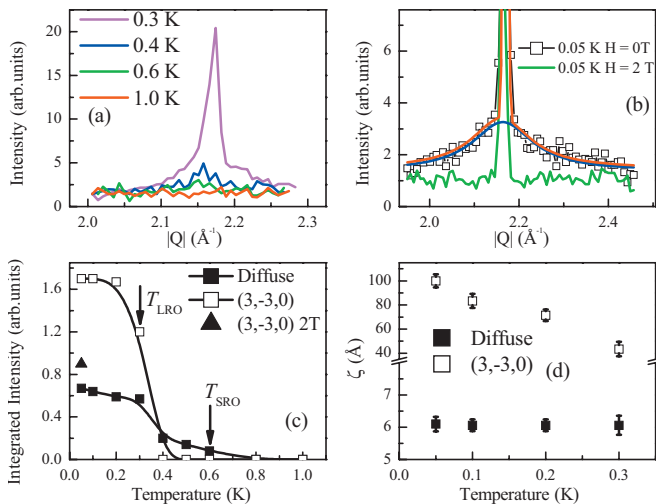 0.3 K
0.4 K
0.6 K
1.0 K
(a)
Intensity (arb.units)
20
15
10
5
0
2.0 2.1 2.2 2.3
|Q| (Å⁻¹)
0.05 K H = 0T
0.05 K H = 2 T
(b)
Intensity (arb.units)
6
4
2
0
2.0 2.2 2.4
|Q| (Å⁻¹)
Diffuse
(3,-3,0)
(3,-3,0) 2T
T_LRO
T_SRO
(c)
Integrated Intensity (arb.units)
1.6
1.2
0.8
0.4
0.0
0.0 0.2 0.4 0.6 0.8 1.0
Temperature (K)
Diffuse
(3,-3,0)
(d)
ζ (Å)
100
80
60
40
6
5
0.0 0.1 0.2 0.3
Temperature (K)